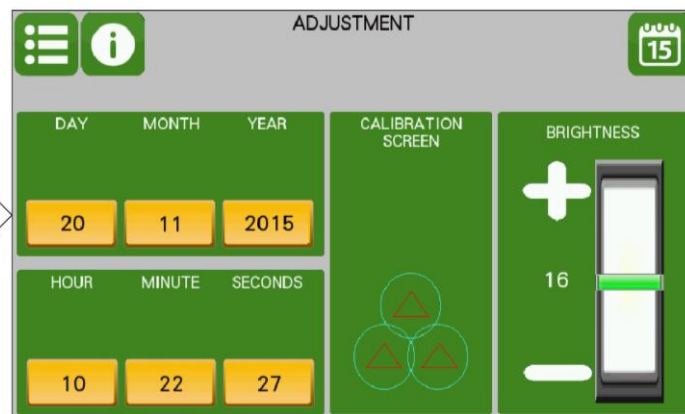 ADJUSTMENT
15
DAY MONTH YEAR
20 11 2015
HOUR MINUTE SECONDS
10 22 27
CALIBRATION
SCREEN
BRIGHTNESS
16